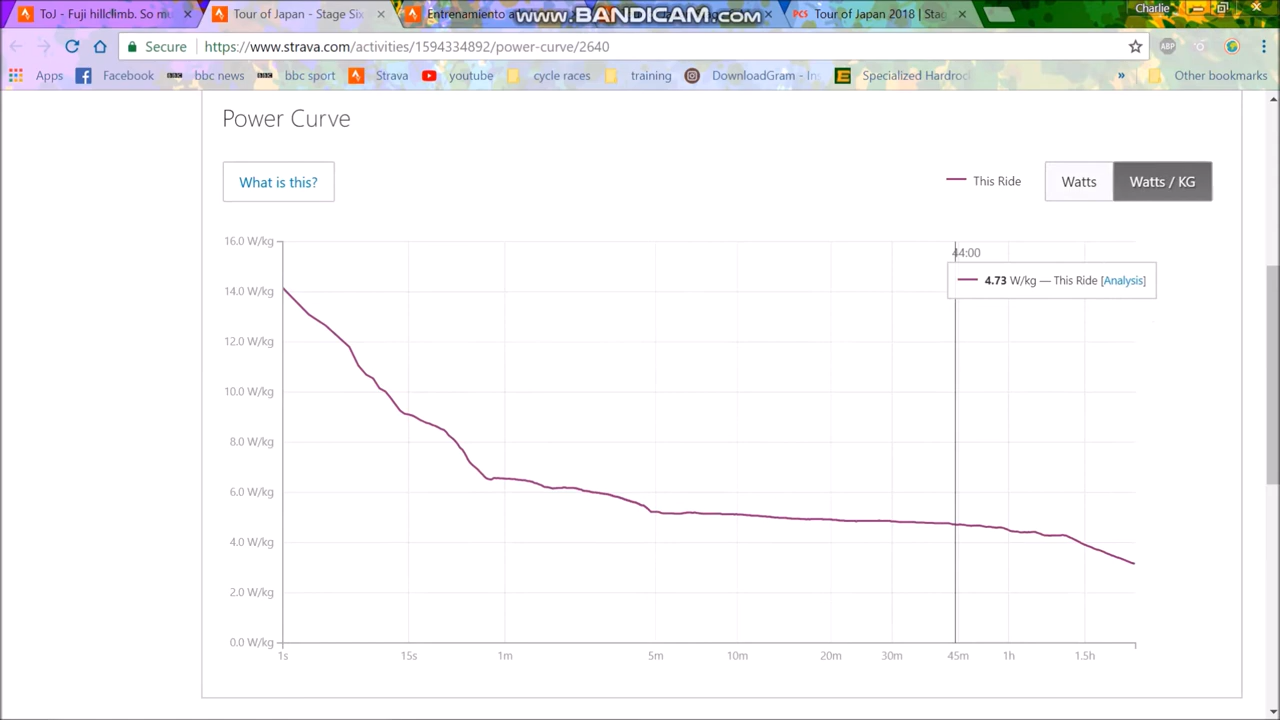 ToJ - Fuji hillclimb. So m
Tour of Japan - Stage Six
Entrenamiento a
www.BANDICAM.com
PCS Tour of Japan 2018 | Stag
Charlie
Secure
https://www.strava.com/activities/1594334892/power-curve/2640
ABP
Apps
Facebook
BBC bbc news
BBC bbc sport
Strava
youtube
cycle races
training
DownloadGram - In
Specialized Hardroc
»
Other bookmarks
Power Curve
What is this?
This Ride
Watts
Watts / KG
16.0 W/kg
44:00
4.73 W/kg — This Ride [Analysis]
14.0 W/kg
12.0 W/kg
10.0 W/kg
8.0 W/kg
6.0 W/kg
4.0 W/kg
2.0 W/kg
0.0 W/kg
1s 15s 1m 5m 10m 20m 30m 45m 1h 1.5h